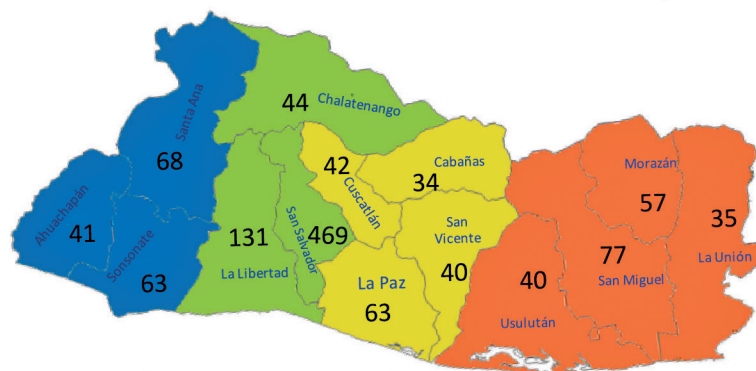 Santa Ana
68
Ahuachapán
41
Sonsonate
63
44
Chalatenango
131
La Libertad
San Salvador
469
42
Cuscatlán
Cabañas
34
La Paz
63
San
Vicente
40
Usulután
40
Morazán
57
77
San Miguel
35
La Unión